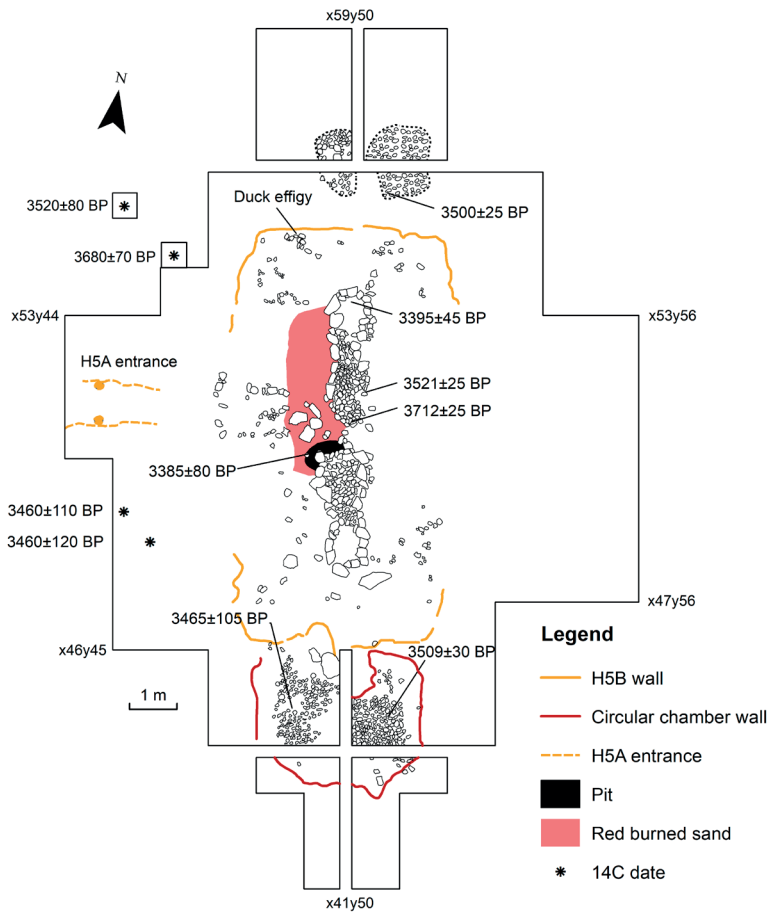 x59y50
N
3520±80 BP
Duck effigy
3500±25 BP
3680±70 BP
x53y44
3395±45 BP
x53y56
H5A entrance
3521±25 BP
3712±25 BP
3385±80 BP
3460±110 BP
3460±120 BP
x47y56
3465±105 BP
x46y45
3509±30 BP
Legend
1 m
H5B wall
Circular chamber wall
H5A entrance
Pit
Red burned sand
14C date
x41y50